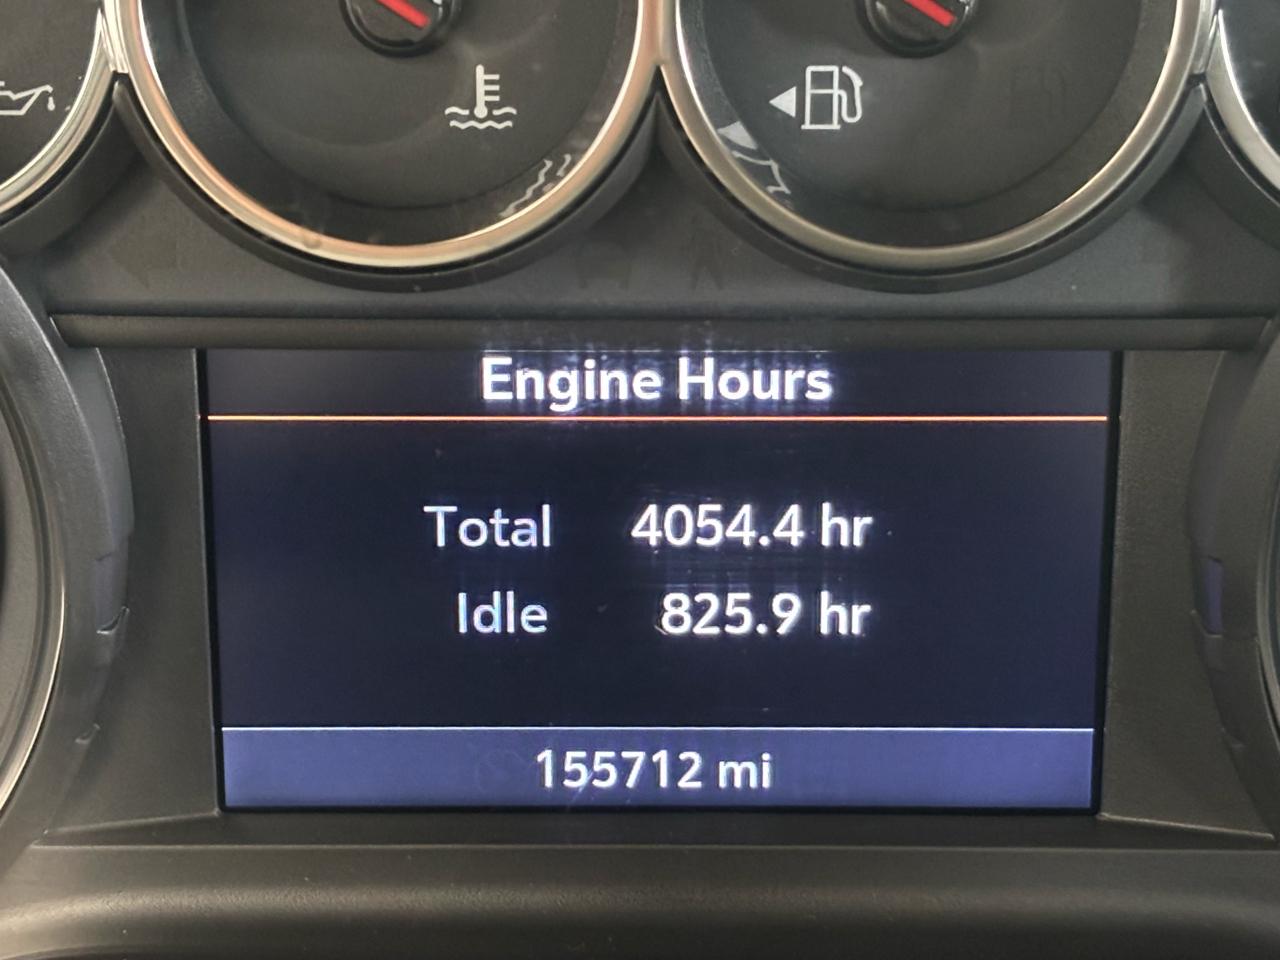 Engine Hours
Total 4054.4 hr
Idle 825.9 hr
155712 mi